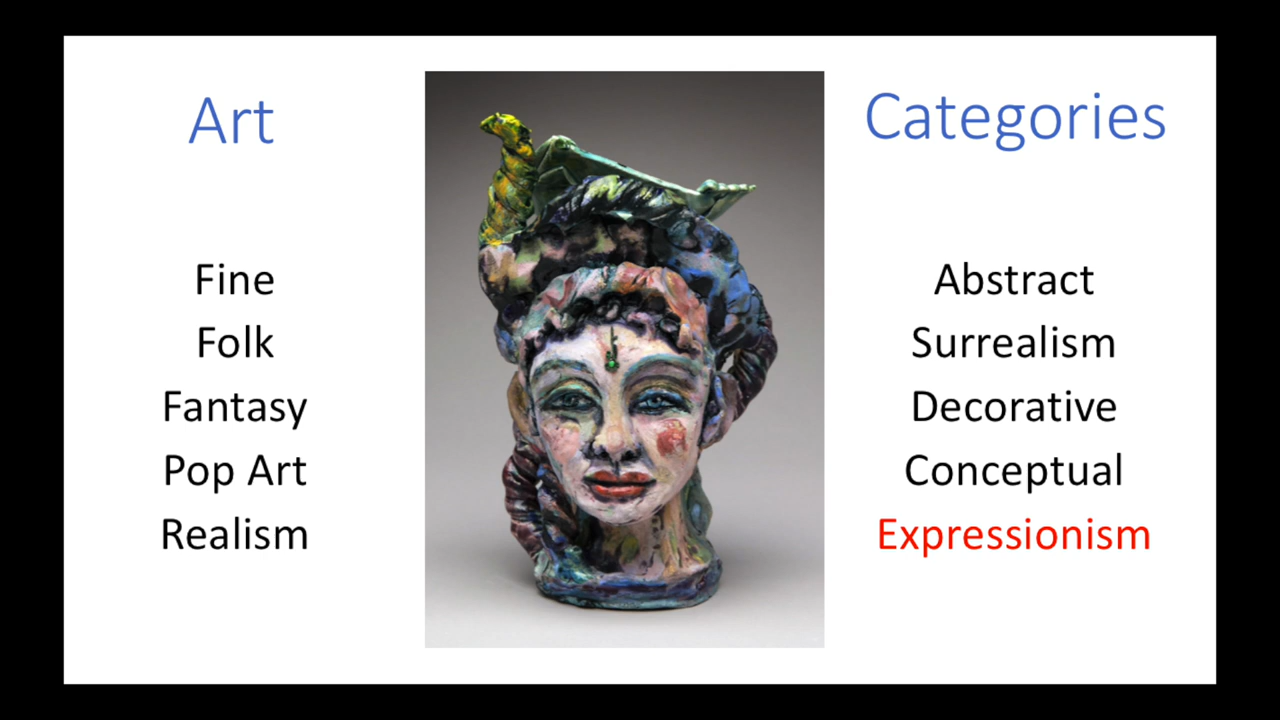 Art
Categories
Fine
Folk
Fantasy
Pop Art
Realism
Abstract
Surrealism
Decorative
Conceptual
Expressionism